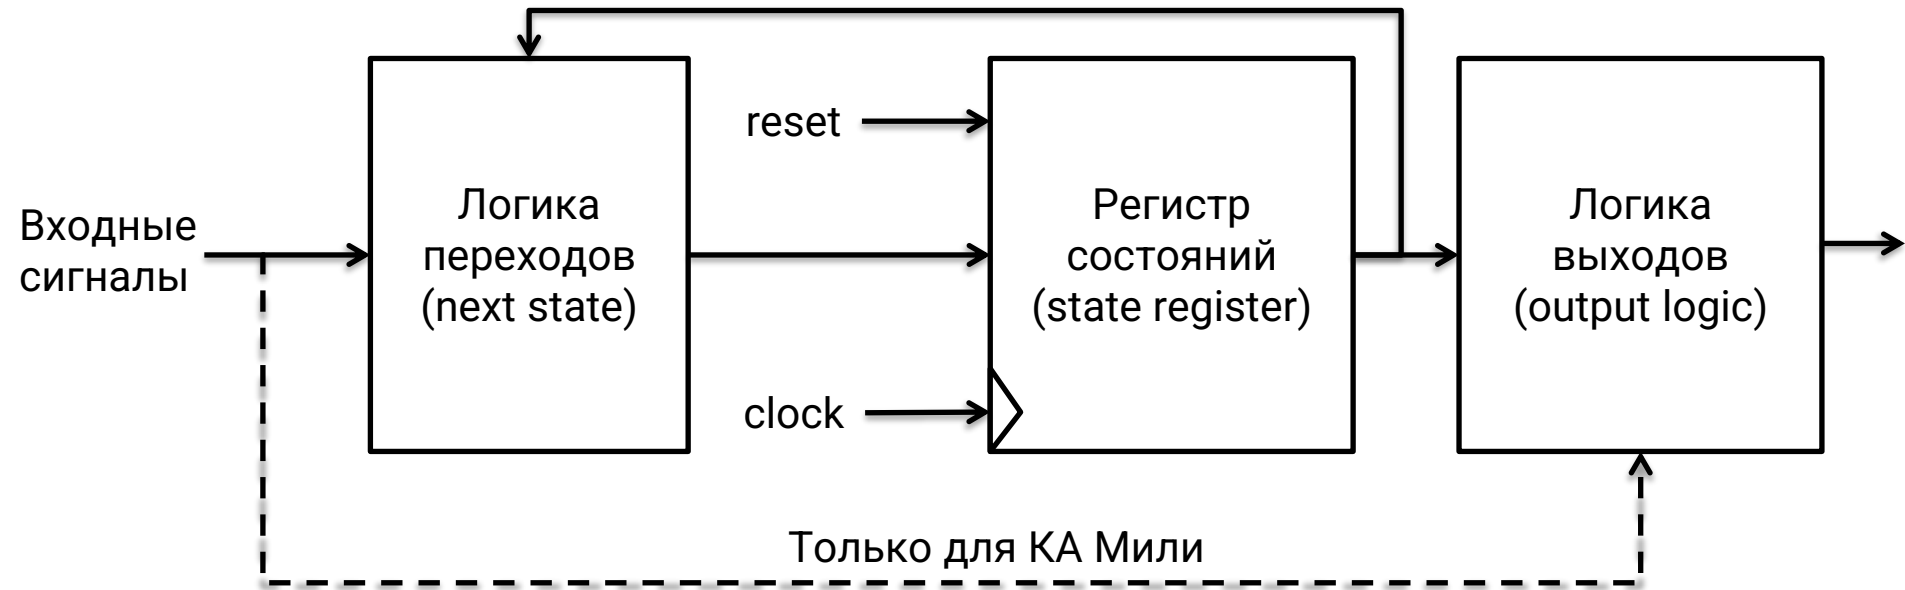 Входные
сигналы
Логика
переходов
(next state)
reset
clock
Регистр
состояний
(state register)
Логика
выходов
(output logic)
Только для КА Мили